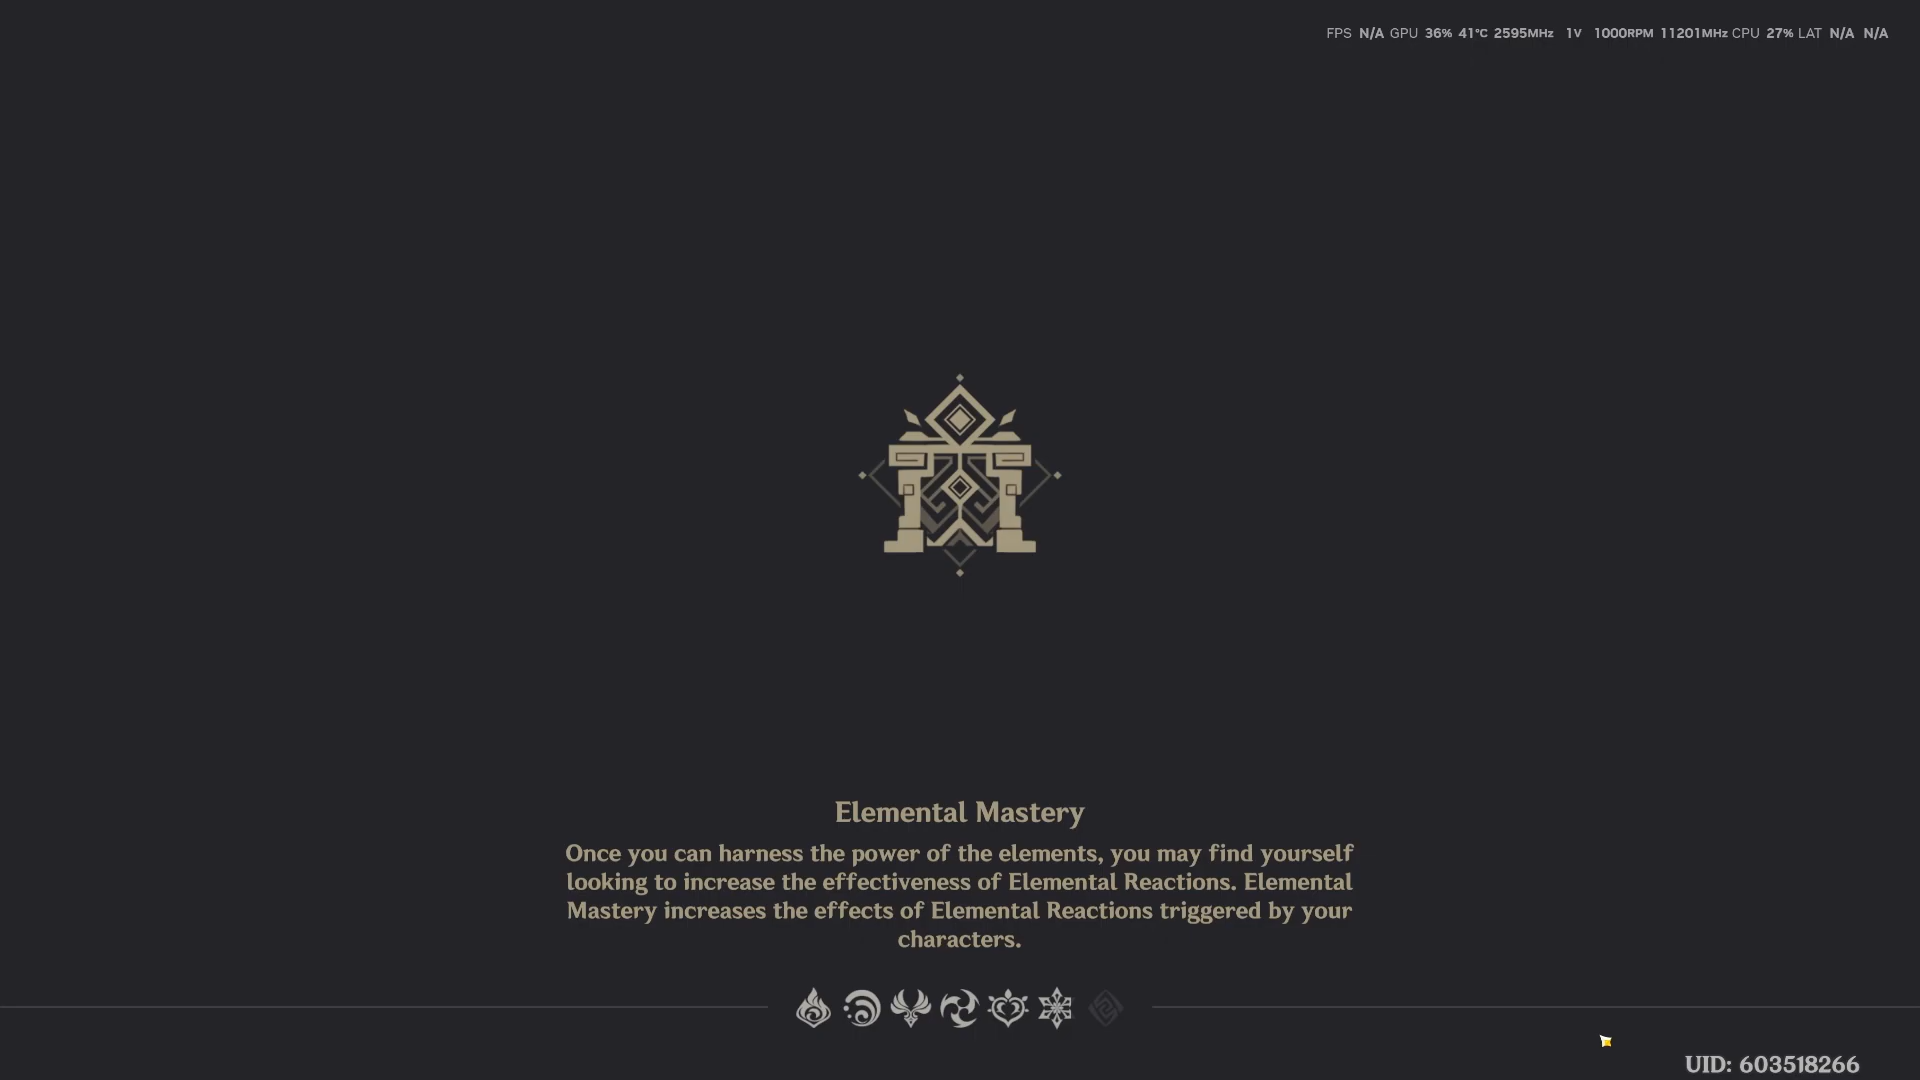 FPS N/A GPU 36% 41°C 2595MHz 1V 1000RPM 11201MHz CPU 27% LAT N/A N/A
Elemental Mastery
Once you can harness the power of the elements, you may find yourself
looking to increase the effectiveness of Elemental Reactions. Elemental
Mastery increases the effects of Elemental Reactions triggered by your
characters.
UID: 603518266